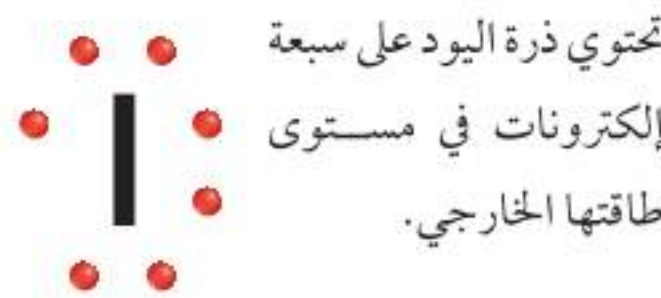 تحتوي ذرة اليود على سبعة
إلكترونات في مستوى
طاقتها الخارجي.
I